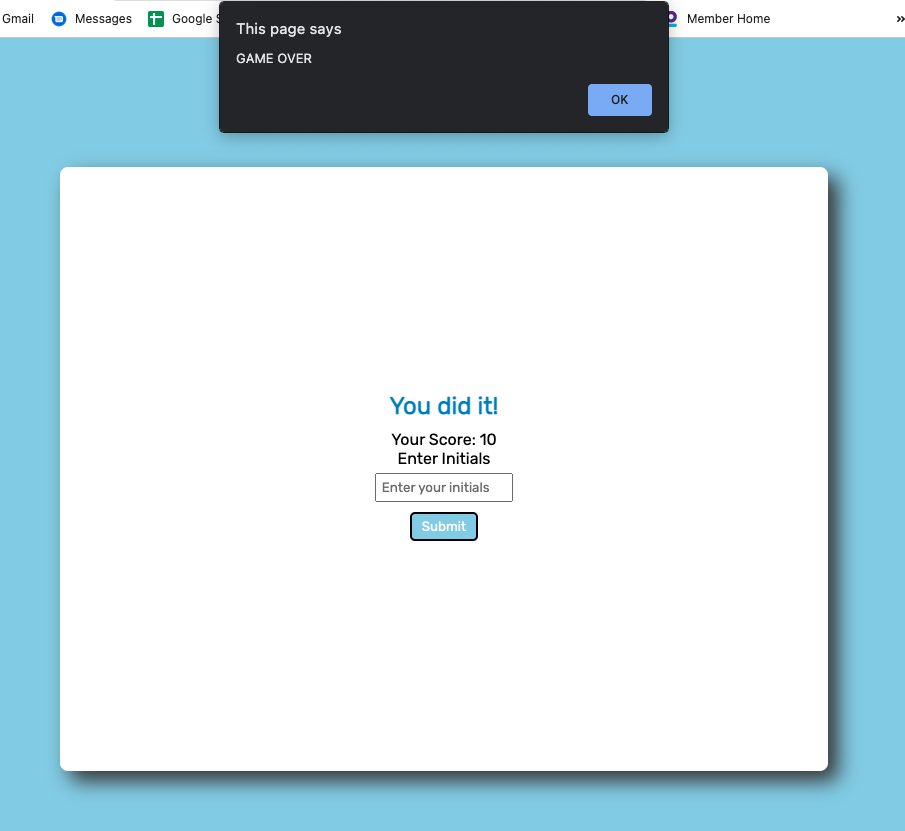 Gmail
Messages
Google
Member Home
»
This page says
GAME OVER
OK
You did it!
Your Score: 10
Enter Initials
Enter your initials
Submit